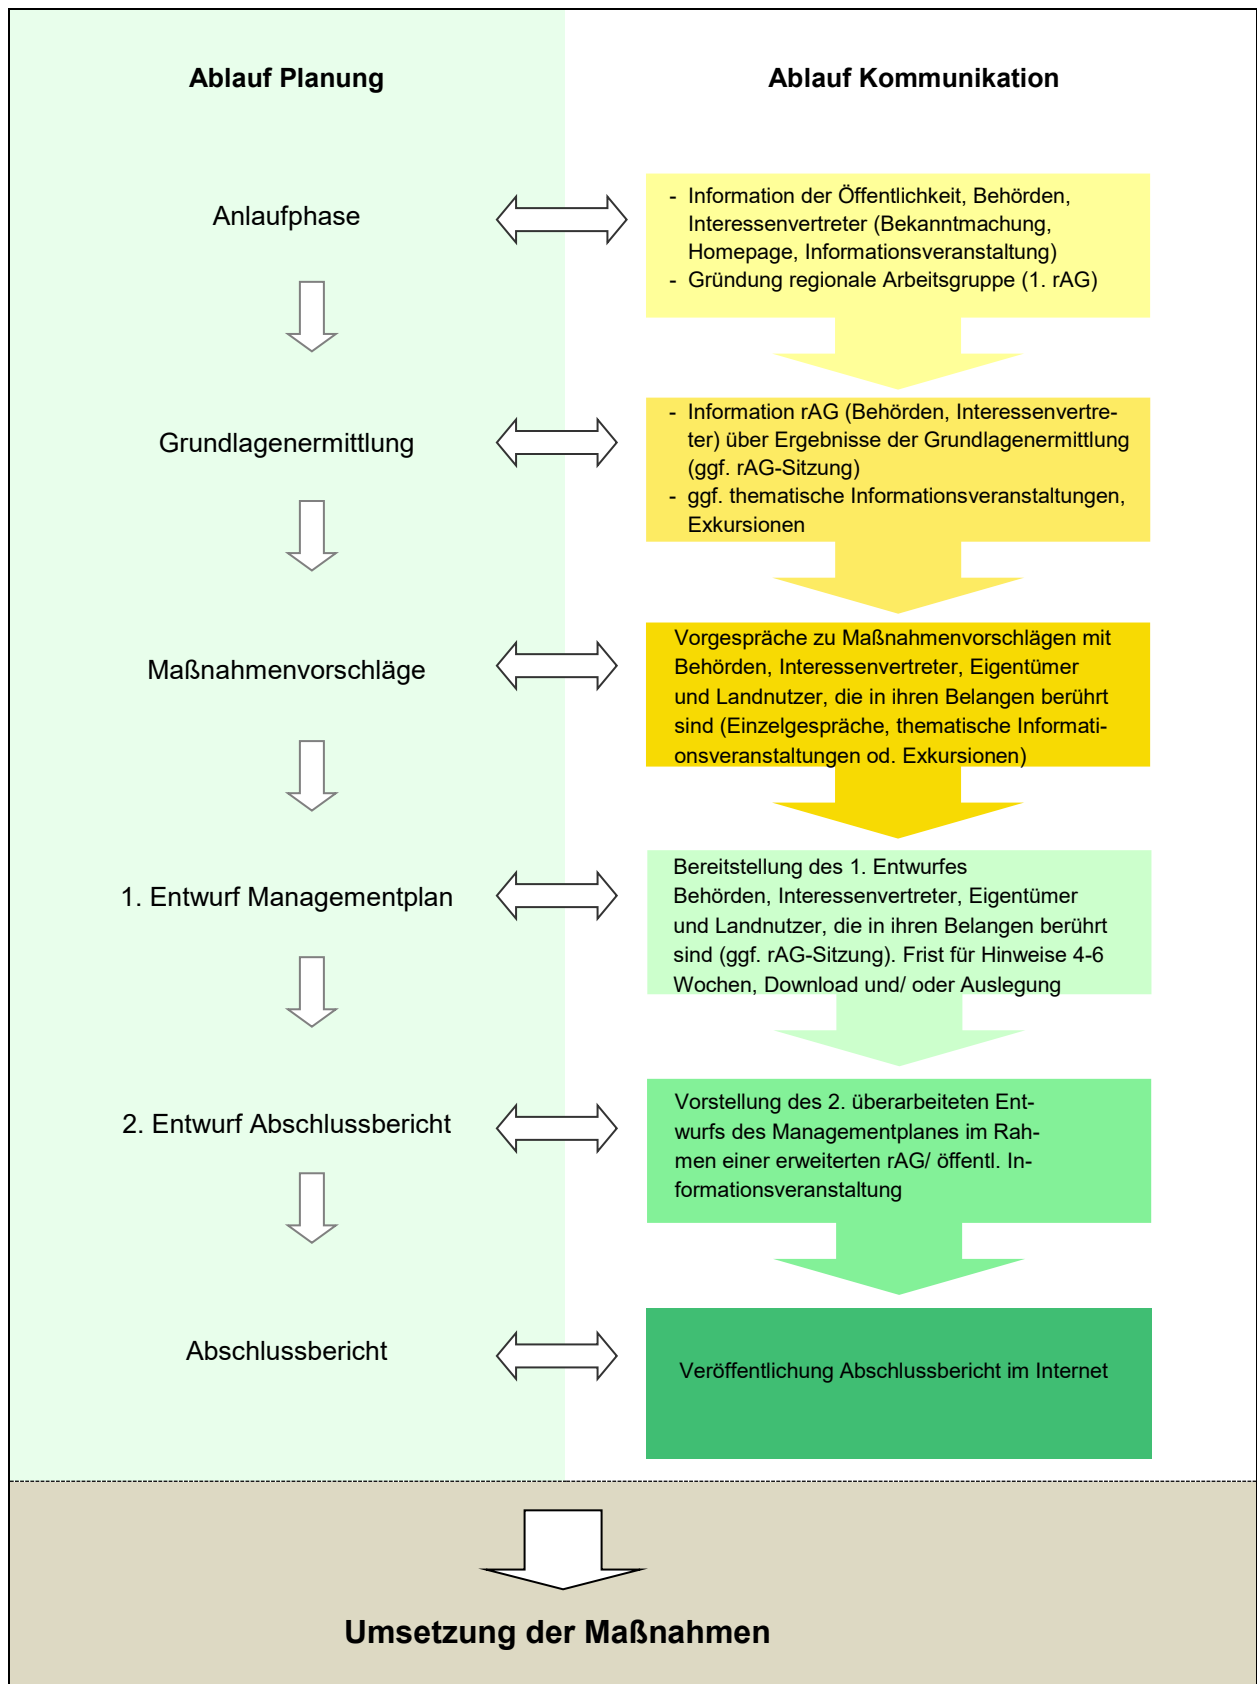 Ablauf Planung
Ablauf Kommunikation
Anlaufphase
- Information der Öffentlichkeit, Behörden,
Interessenvertreter (Bekanntmachung,
Homepage, Informationsveranstaltung)
- Gründung regionale Arbeitsgruppe (1. rAG)
Grundlagenermittlung
- Information rAG (Behörden, Interessenvertre-
ter) über Ergebnisse der Grundlagenermittlung
(ggf. rAG-Sitzung)
- ggf. thematische Informationsveranstaltungen,
Exkursionen
Maßnahmenvorschläge
Vorgespräche zu Maßnahmenvorschlägen mit
Behörden, Interessenvertreter, Eigentümer
und Landnutzer, die in ihren Belangen berührt
sind (Einzelgespräche, thematische Informati-
onsveranstaltungen od. Exkursionen)
1. Entwurf Managementplan
Bereitstellung des 1. Entwurfes
Behörden, Interessenvertreter, Eigentümer
und Landnutzer, die in ihren Belangen berührt
sind (ggf. rAG-Sitzung). Frist für Hinweise 4-6
Wochen, Download und/ oder Auslegung
2. Entwurf Abschlussbericht
Vorstellung des 2. überarbeiteten Ent-
wurfs des Managementplanes im Rah-
men einer erweiterten rAG/ öffentl. In-
formationsveranstaltung
Abschlussbericht
Veröffentlichung Abschlussbericht im Internet
Umsetzung der Maßnahmen